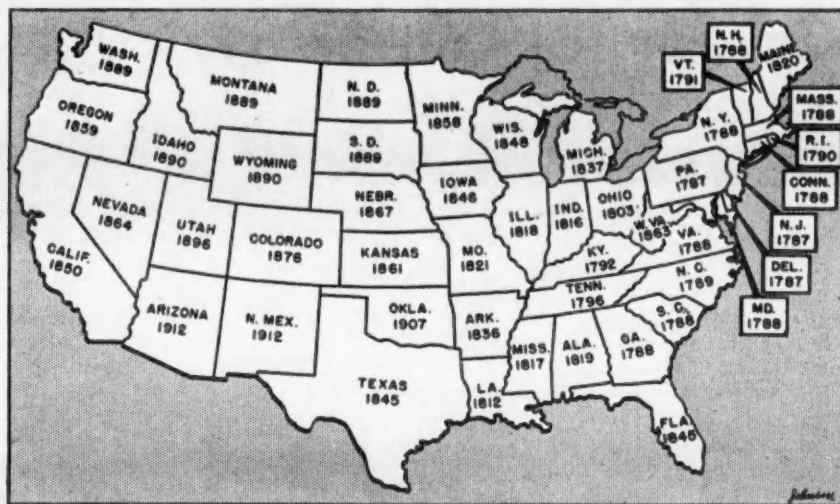 WASH.
1889
OREGON
1859
CALIF.
1850
IDAHO
1890
NEVADA
1864
MONTANA
1889
WYOMING
1890
UTAH
1896
COLORADO
1876
ARIZONA
1912
N. MEX.
1912
N. D.
1889
S. D.
1889
NEBR.
1867
KANSAS
1861
OKLA.
1907
TEXAS
1845
MINN.
1858
IOWA
1846
MO.
1821
ARK.
1836
LA.
1812
WIS.
1848
ILL.
1818
MICH.
1837
IND.
1816
OHIO
1803
KY.
1792
TENN.
1796
MISS.
1817
ALA.
1819
GA.
1788
FLA.
1845
S. C.
1788
N. C.
1789
VA.
1788
W. VA.
1863
PA.
1787
N. Y.
1788
VT.
1791
N. H.
1788
MAINE
1820
MASS.
1788
R. I.
1790
CONN.
1788
N. J.
1787
DEL.
1787
MD.
1788
Johnson